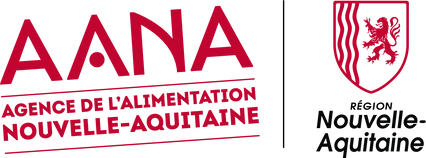 AANA
AGENCE DE L'ALIMENTATION
NOUVELLE-AQUITAINE
RÉGION
Nouvelle-
Aquitaine